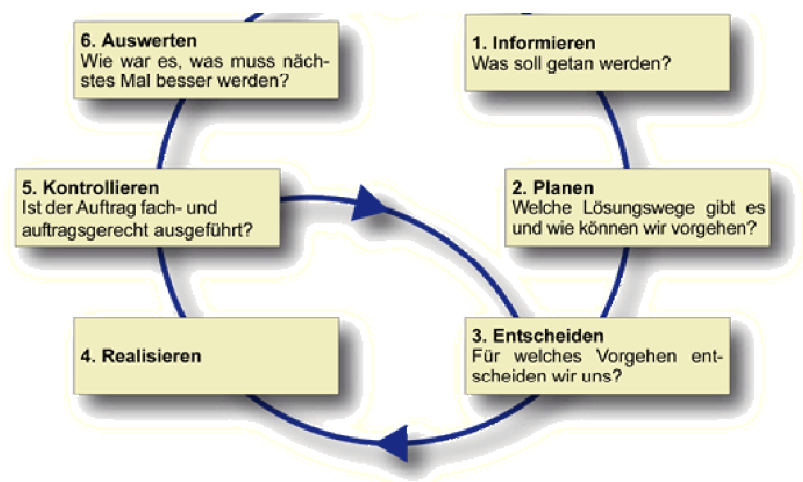 1. Informieren
Was soll getan werden?
2. Planen
Welche Lösungswege gibt es
und wie können wir vorgehen?
3. Entscheiden
Für welches Vorgehen ent-
scheiden wir uns?
4. Realisieren
5. Kontrollieren
Ist der Auftrag fach- und
auftragsgerecht ausgeführt?
6. Auswerten
Wie war es, was muss näch-
stes Mal besser werden?